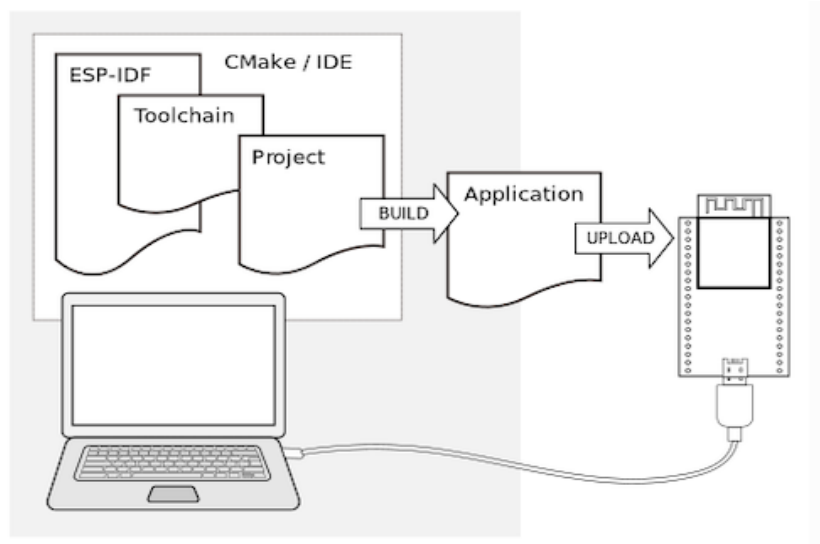 ESP-IDF
CMake / IDE
Toolchain
Project
BUILD
Application
UPLOAD